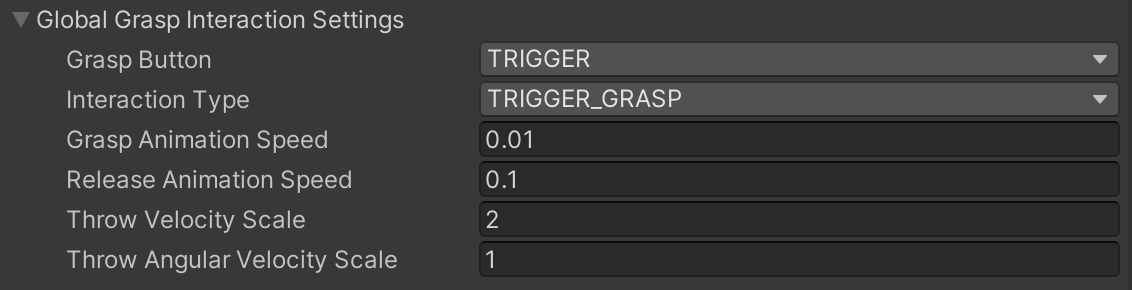 Global Grasp Interaction Settings
Grasp Button TRIGGER
Interaction Type TRIGGER_GRASP
Grasp Animation Speed 0.01
Release Animation Speed 0.1
Throw Velocity Scale 2
Throw Angular Velocity Scale 1